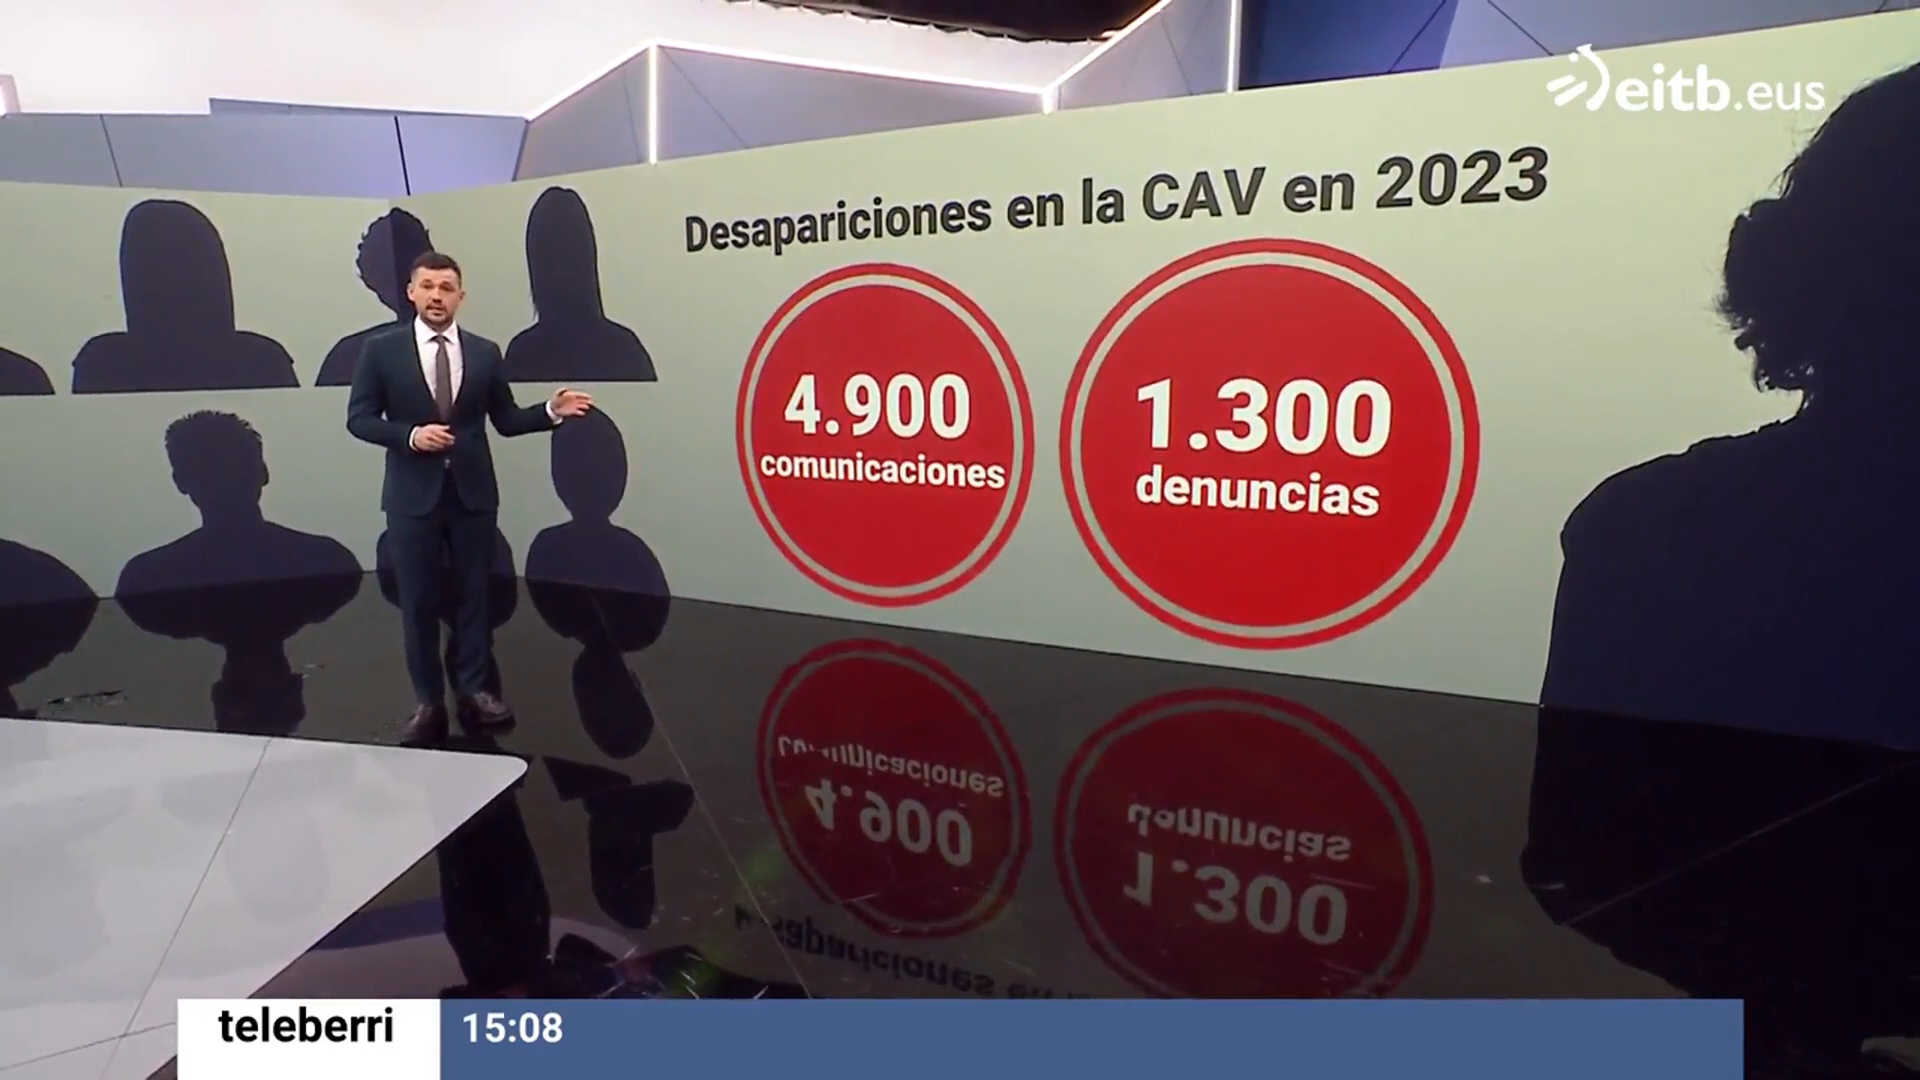 eitb.eus
Desapariciones en la CAV en 2023
4.900
comunicaciones
1.300
denuncias
teleberri
15:08